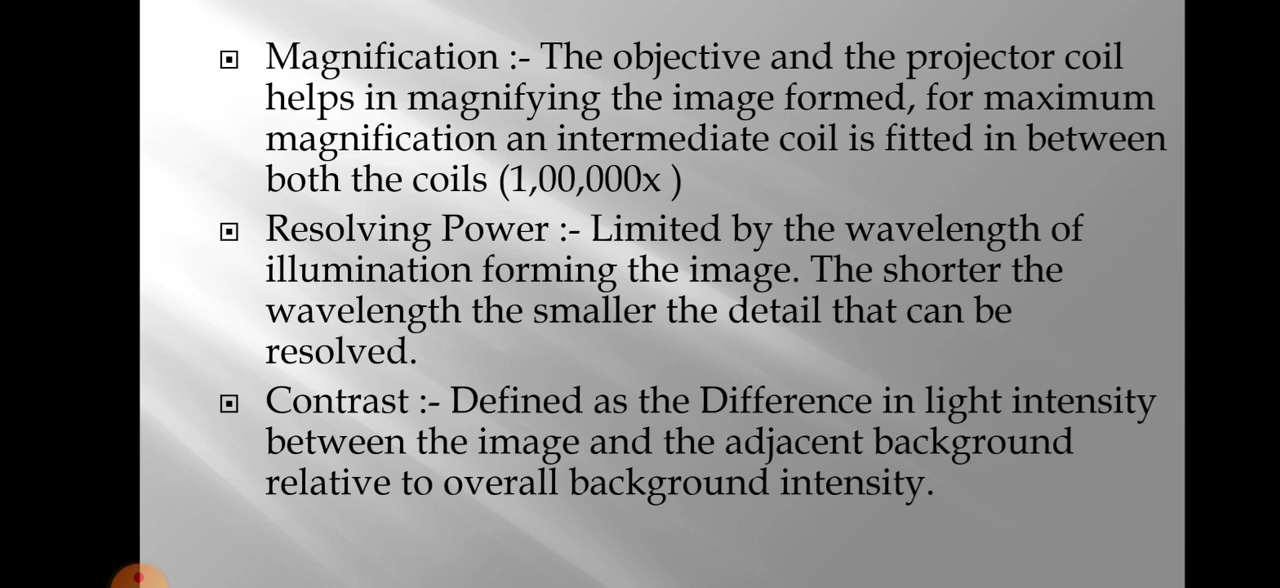 Magnification :- The objective and the projector coil
helps in magnifying the image formed, for maximum
magnification an intermediate coil is fitted in between
both the coils (1,00,000x )
Resolving Power :- Limited by the wavelength of
illumination forming the image. The shorter the
wavelength the smaller the detail that can be
resolved.
Contrast :- Defined as the Difference in light intensity
between the image and the adjacent background
relative to overall background intensity.